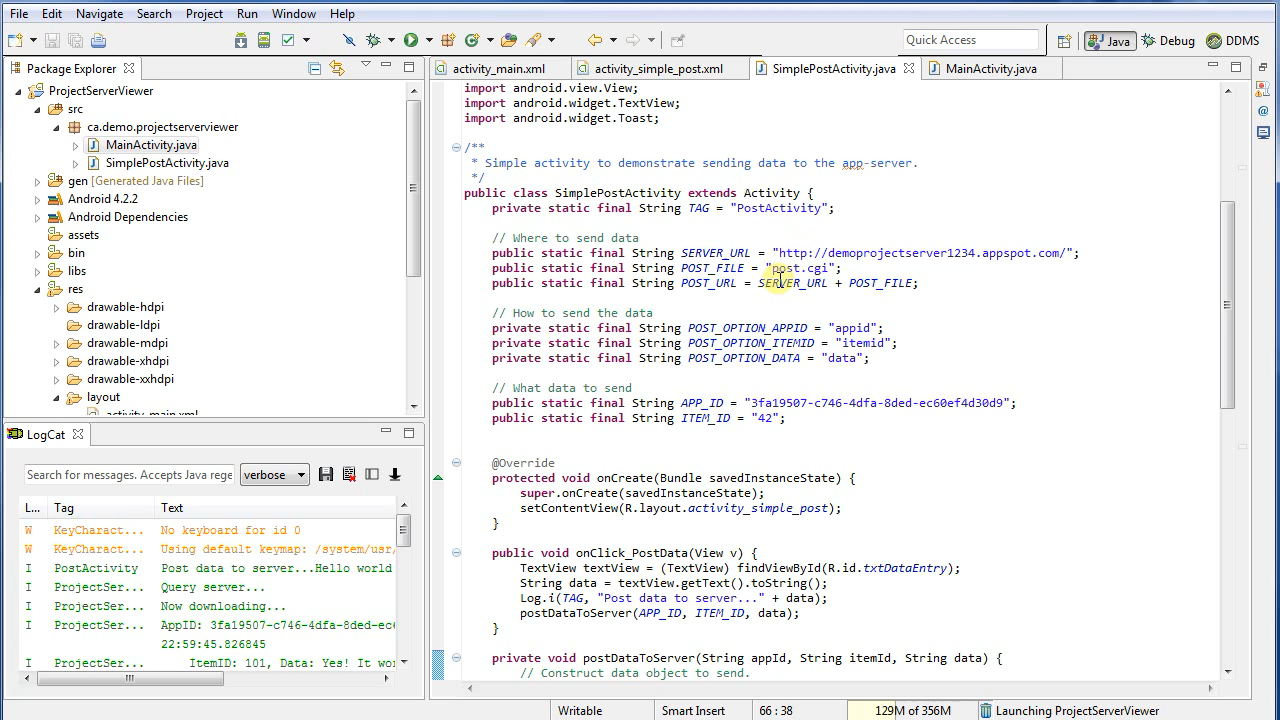 File Edit Navigate Search Project Run Window Help
Quick Access Java Debug DDMS
Package Explorer
activity_main.xml activity_simple_post.xml SimplePostActivity.java MainActivity.java
ProjectServerViewer
src
ca.demo.projectserverviewer
MainActivity.java
SimplePostActivity.java
gen [Generated Java Files]
Android 4.2.2
Android Dependencies
assets
bin
libs
res
drawable-hdpi
drawable-ldpi
drawable-mdpi
drawable-xhdpi
drawable-xxhdpi
layout
activity_main.xml
import android.view.View;
import android.widget.TextView;
import android.widget.Toast;
/**
* Simple activity to demonstrate sending data to the app-server.
*/
public class SimplePostActivity extends Activity {
private static final String TAG = "PostActivity";
// Where to send data
public static final String SERVER_URL = "http://demoprojectserver1234.appspot.com/";
public static final String POST_FILE = "post.cgi";
public static final String POST_URL = SERVER_URL + POST_FILE;
// How to send the data
private static final String POST_OPTION_APPID = "appid";
private static final String POST_OPTION_ITEMID = "itemid";
private static final String POST_OPTION_DATA = "data";
// What data to send
public static final String APP_ID = "3fa19507-c746-4dfa-8ded-ec60ef4d30d9";
public static final String ITEM_ID = "42";
@Override
protected void onCreate(Bundle savedInstanceState) {
super.onCreate(savedInstanceState);
setContentView(R.layout.activity_simple_post);
}
public void onClick_PostData(View v) {
TextView textView = (TextView) findViewById(R.id.txtDataEntry);
String data = textView.getText().toString();
Log.i(TAG, "Post data to server..." + data);
postDataToServer(APP_ID, ITEM_ID, data);
}
private void postDataToServer(String appId, String itemId, String data) {
// Construct data object to send.
LogCat
Search for messages. Accepts Java rege verbose
L... Tag Text
W KeyCharact... No keyboard for id 0
W KeyCharact... Using default keymap: /system/usr/
I PostActivity Post data to server...Hello world
I ProjectSer... Query server...
I ProjectSer... Now downloading...
I ProjectSer... AppID: 3fa19507-c746-4dfa-8ded-ec6
22:59:45.826845
I ProjectSer... ItemID: 101, Data: Yes! It wor
Writable Smart Insert 66 : 38 129M of 356M Launching ProjectServerViewer